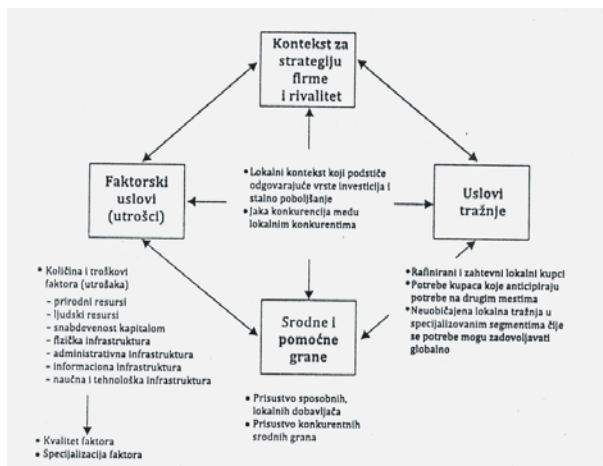 Kontekst za
strategiju
firme
i rivalitet
Faktorski
uslovi
(utrošci)
• Lokalni kontekst koji podstiče
odgovarajuće vrste investicija i
stalno poboljšanje
• Jaka konkurencija među
lokalnim konkurentima
Uslovi
tražnje
• Količina i troškovi
faktora (utrošaka)
– prirodni resursi
– ljudski resursi
– snabdevenost kapitalom
– fizička infrastruktura
– administrativna infrastruktura
– informaciona infrastruktura
– naučna i tehnološka infrastruktura
• Kvalitet faktora
• Specijalizacija faktora
Srodne i
pomoćne
grane
• Prisustvo sposobnih,
lokalnih dobavljača
• Prisustvo konkurentnih
srodnih grana
• Rafinirani i zahtevni lokalni kupci
• Potrebe kupaca koje anticipiraju
potrebe na drugim mestima
• Neuobičajena lokalna tražnja u
specijalizovanim segmentima čije
se potrebe mogu zadovoljavati
globalno